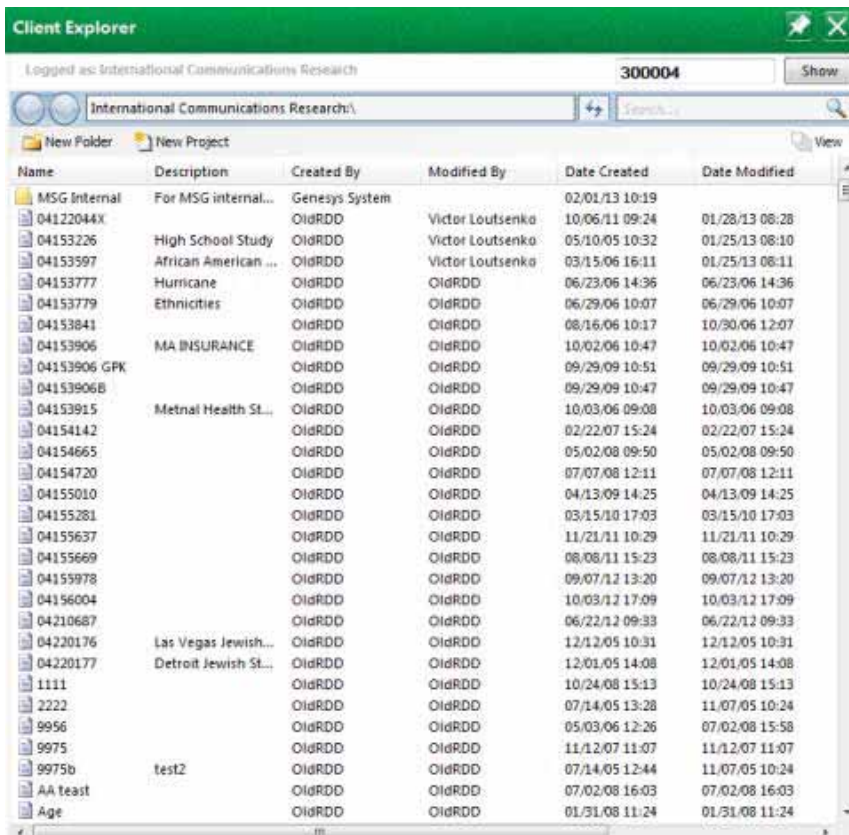 Client Explorer
Logged as: International Communications Research 300004 Show
International Communications Research:\ Search...
New Folder New Project View
Name Description Created By Modified By Date Created Date Modified
MSG Internal For MSG internal... Genesys System 02/01/13 10:19
04122044X OldRDD Victor Loutsenko 10/06/11 09:24 01/28/13 08:28
04153226 High School Study OldRDD Victor Loutsenko 05/10/05 10:32 01/25/13 08:10
04153597 African American ... OldRDD Victor Loutsenko 03/15/06 16:11 01/25/13 08:11
04153777 Hurricane OldRDD OldRDD 06/23/06 14:36 06/23/06 14:36
04153779 Ethnicities OldRDD OldRDD 06/29/06 10:07 06/29/06 10:07
04153841 OldRDD OldRDD 08/16/06 10:17 10/30/06 12:07
04153906 MA INSURANCE OldRDD OldRDD 10/02/06 10:47 10/02/06 10:47
04153906 GPK OldRDD OldRDD 09/29/09 10:51 09/29/09 10:51
04153906B OldRDD OldRDD 09/29/09 10:47 09/29/09 10:47
04153915 Metnal Health St... OldRDD OldRDD 10/03/06 09:08 10/03/06 09:08
04154142 OldRDD OldRDD 02/22/07 15:24 02/22/07 15:24
04154665 OldRDD OldRDD 05/02/08 09:50 05/02/08 09:50
04154720 OldRDD OldRDD 07/07/08 12:11 07/07/08 12:11
04155010 OldRDD OldRDD 04/13/09 14:25 04/13/09 14:25
04155281 OldRDD OldRDD 03/15/10 17:03 03/15/10 17:03
04155637 OldRDD OldRDD 11/21/11 10:29 11/21/11 10:29
04155669 OldRDD OldRDD 08/08/11 15:23 08/08/11 15:23
04155978 OldRDD OldRDD 09/07/12 13:20 09/07/12 13:20
04156004 OldRDD OldRDD 10/03/12 17:09 10/03/12 17:09
04210687 OldRDD OldRDD 06/22/12 09:33 06/22/12 09:33
04220176 Las Vegas Jewish... OldRDD OldRDD 12/12/05 10:31 12/12/05 10:31
04220177 Detroit Jewish St... OldRDD OldRDD 12/01/05 14:08 12/01/05 14:08
1111 OldRDD OldRDD 10/24/08 15:13 10/24/08 15:13
2222 OldRDD OldRDD 07/14/05 13:28 11/07/05 10:24
9956 OldRDD OldRDD 05/03/06 12:26 07/02/08 15:58
9975 OldRDD OldRDD 11/12/07 11:07 11/12/07 11:07
9975b test2 OldRDD OldRDD 07/14/05 12:44 11/07/05 10:24
AA teast OldRDD OldRDD 07/02/08 16:03 07/02/08 16:03
Age OldRDD OldRDD 01/31/08 11:24 01/31/08 11:24